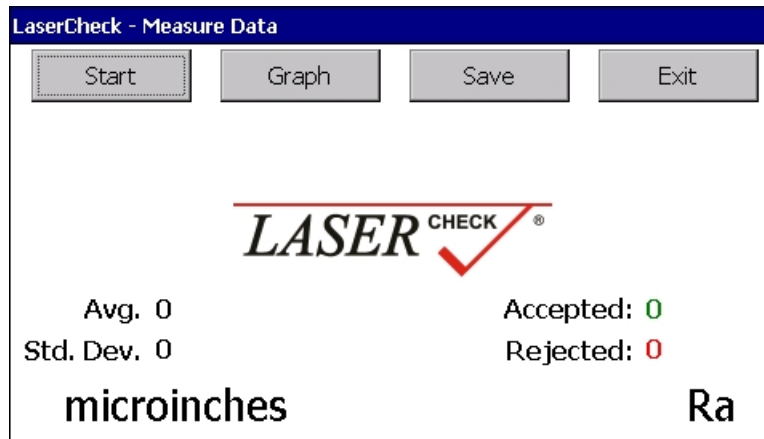 LaserCheck - Measure Data
Start Graph Save Exit
LASER CHECK ®
Avg. 0 Accepted: 0
Std. Dev. 0 Rejected: 0
microinches Ra